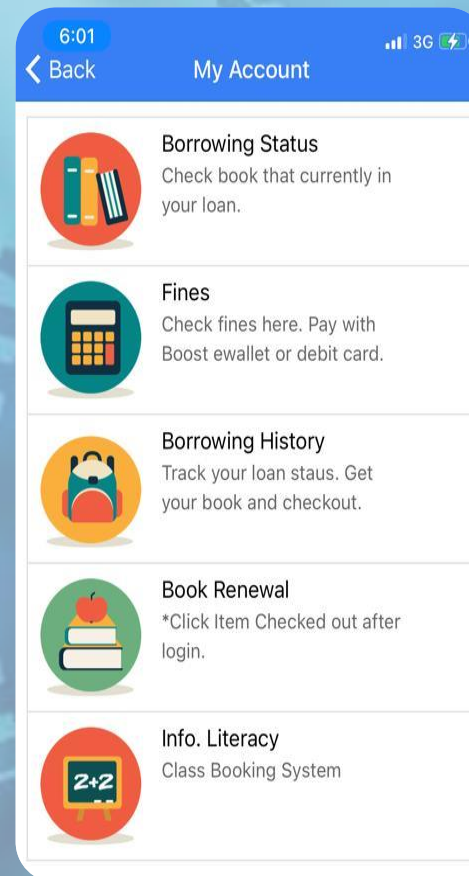 6:01
3G
Back
My Account
Borrowing Status
Check book that currently in
your loan.
Fines
Check fines here. Pay with
Boost ewallet or debit card.
Borrowing History
Track your loan staus. Get
your book and checkout.
Book Renewal
*Click Item Checked out after
login.
Info. Literacy
Class Booking System
2+2